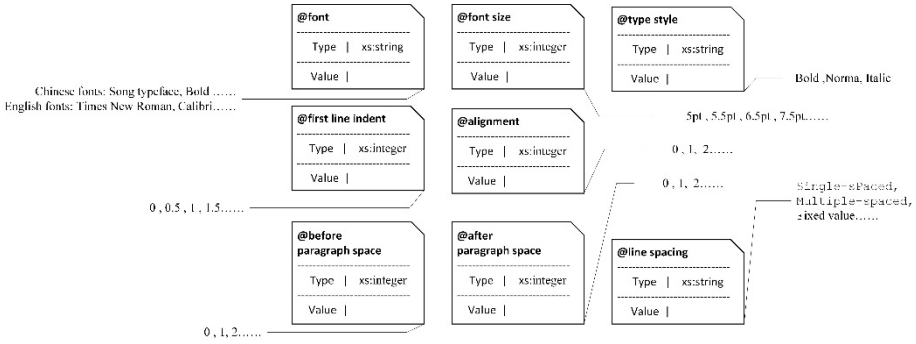 @font
Type | xs:string
Value |
@font size
Type | xs:integer
Value |
@type style
Type | xs:string
Value |
Bold ,Norma, Italic
Chinese fonts: Song typeface, Bold ……
English fonts: Times New Roman, Calibri……
5pt , 5.5pt , 6.5pt , 7.5pt……
@first line indent
Type | xs:integer
Value |
@alignment
Type | xs:integer
Value |
0 , 1, 2……
0 , 1, 2……
0 , 0.5 , 1 , 1.5……
Single-sPaced,
Multiple-spaced,
Fixed value……
@before
paragraph space
Type | xs:integer
Value |
@after
paragraph space
Type | xs:integer
Value |
@line spacing
Type | xs:string
Value |
0 , 1, 2……